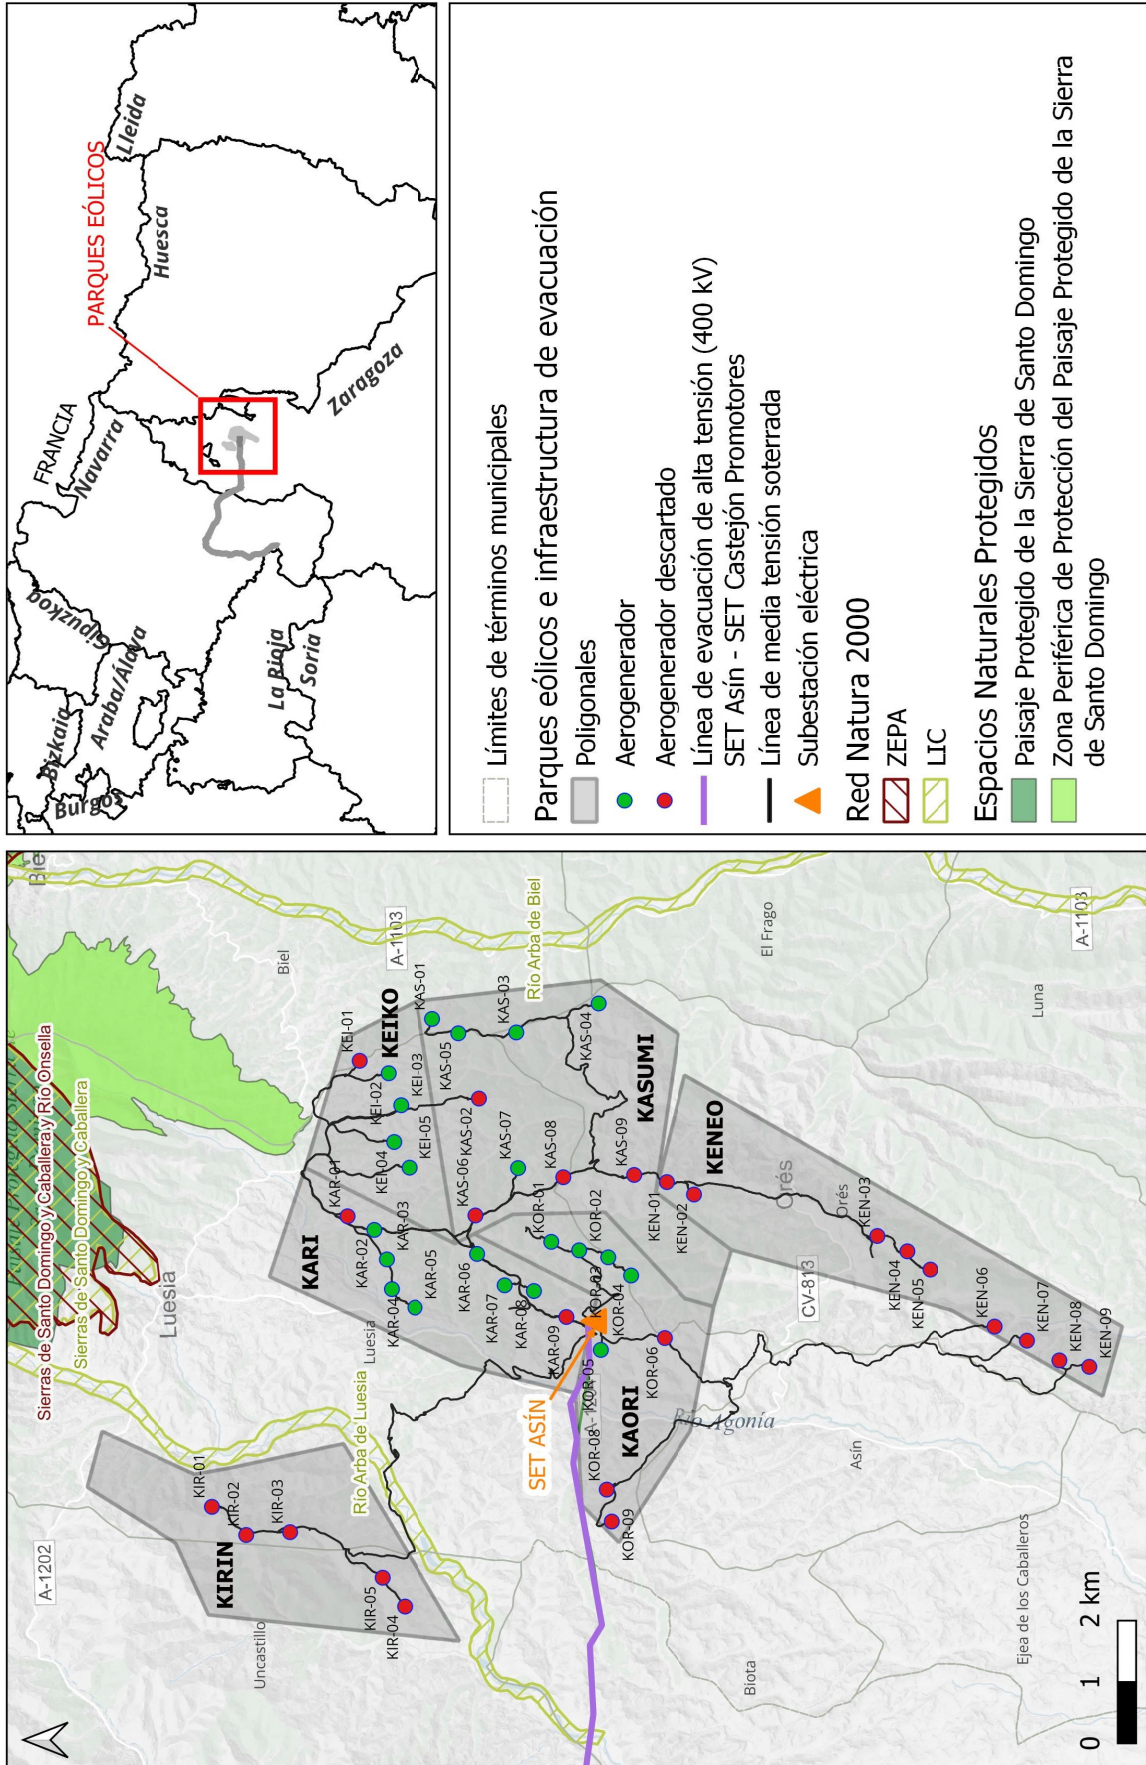 Sierras de Santo Domingo y Caballera y Río Onsella
Sierras de Santo Domingo y Caballera
A-1202
Luesia
Biel
A-1103
KIRIN
KIR-01
KIR-02
KIR-03
KIR-05
KIR-04
Uncastillo
Río Arba de Luesia
Luesia
KARI
KAR-01
KAR-02
KAR-03
KAR-04
KAR-05
KAR-06
KAR-07
KAR-08
KAR-09
KEIKO
KEI-01
KEI-02
KEI-03
KEI-04
KEI-05
KAS-01
KAS-05
KAS-03
KAS-04
KAS-02
KAS-06
KAS-07
KAS-08
KAS-09
KASUMI
Río Arba de Biel
SET ASÍN
KOR-01
KOR-02
KOR-03
KOR-04
KOR-05
KOR-06
KOR-08
KOR-09
KAORI
Río Agonía
KENEO
KEN-01
KEN-02
KEN-03
KEN-04
KEN-05
KEN-06
KEN-07
KEN-08
KEN-09
Orés
Orés
CV-813
El Frago
A-1103
Luna
Asín
Biota
Ejea de los Caballeros
0 1 2 km
FRANCIA
PARQUES EÓLICOS
Bizkaia
Gipuzkoa
Araba/Álava
Burgos
Navarra
Huesca
Lleida
La Rioja
Soria
Zaragoza
Límites de términos municipales
Parques eólicos e infraestructura de evacuación
Poligonales
Aerogenerador
Aerogenerador descartado
Línea de evacuación de alta tensión (400 kV)
SET Asín - SET Castejón Promotores
Línea de media tensión soterrada
Substación eléctrica
Red Natura 2000
ZEPA
LIC
Espacios Naturales Protegidos
Paisaje Protegido de la Sierra de Santo Domingo
Zona Periférica de Protección del Paisaje Protegido de la Sierra
de Santo Domingo